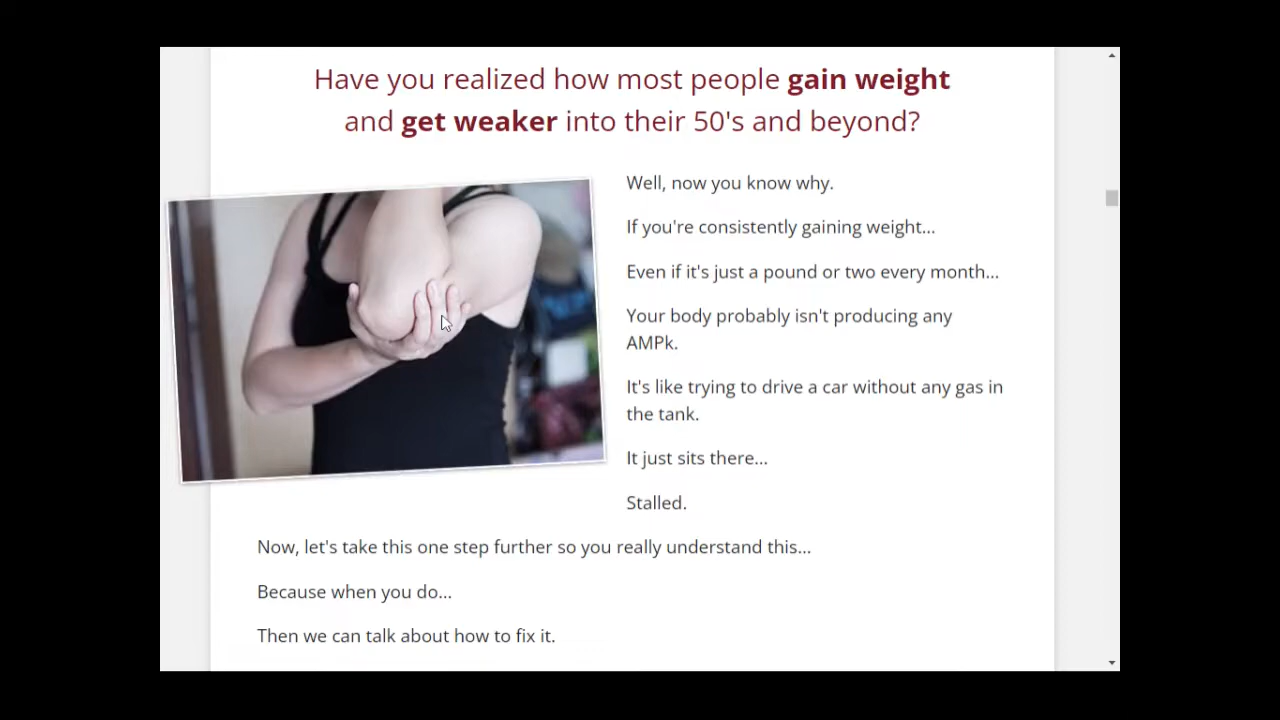 Have you realized how most people gain weight
and get weaker into their 50's and beyond?
Well, now you know why.
If you're consistently gaining weight...
Even if it's just a pound or two every month...
Your body probably isn't producing any
AMPk.
It's like trying to drive a car without any gas in
the tank.
It just sits there...
Stalled.
Now, let's take this one step further so you really understand this...
Because when you do...
Then we can talk about how to fix it.